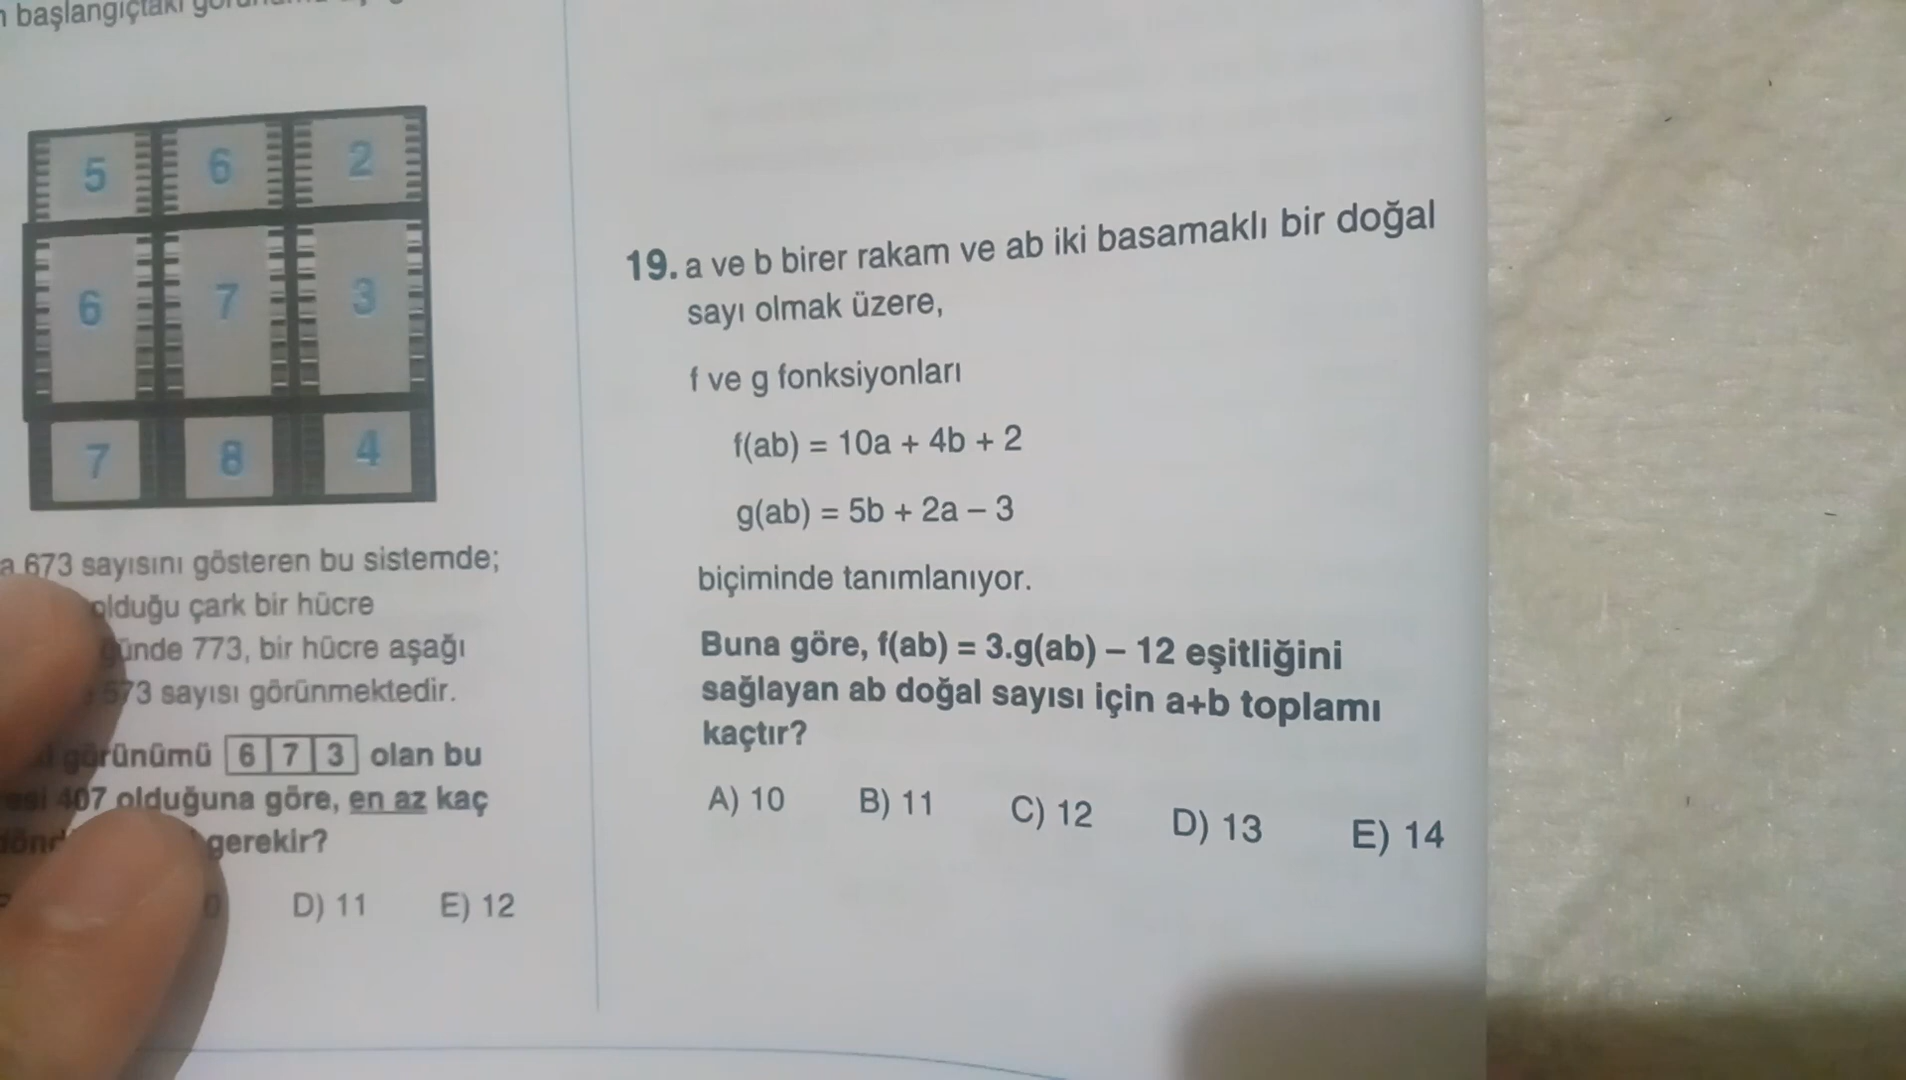 başlangıçtaki
5 6 2
6 7 3
7 8 4
a 673 sayısını gösteren bu sistemde;
olduğu çark bir hücre
ünde 773, bir hücre aşağı
573 sayısı görünmektedir.
görünümü 6 7 3 olan bu
esi 407 olduğuna göre, en az kaç
gerekir?
D) 11 E) 12
19. a ve b birer rakam ve ab iki basamaklı bir doğal
sayı olmak üzere,
f ve g fonksiyonları
f(ab) = 10a + 4b + 2
g(ab) = 5b + 2a – 3
biçiminde tanımlanıyor.
Buna göre, f(ab) = 3.g(ab) – 12 eşitliğini
sağlayan ab doğal sayısı için a+b toplamı
kaçtır?
A) 10 B) 11 C) 12 D) 13 E) 14